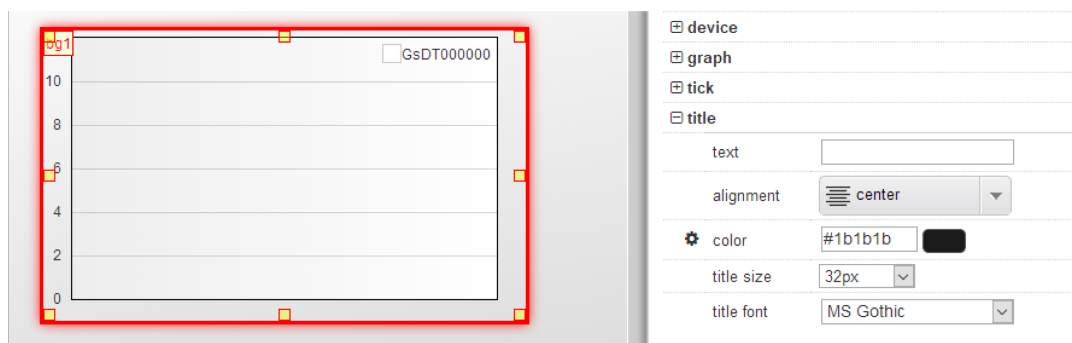 bg1
GsDT000000
10
8
6
4
2
0
device
graph
tick
title
text
alignment center
color #1b1b1b
title size 32px
title font MS Gothic